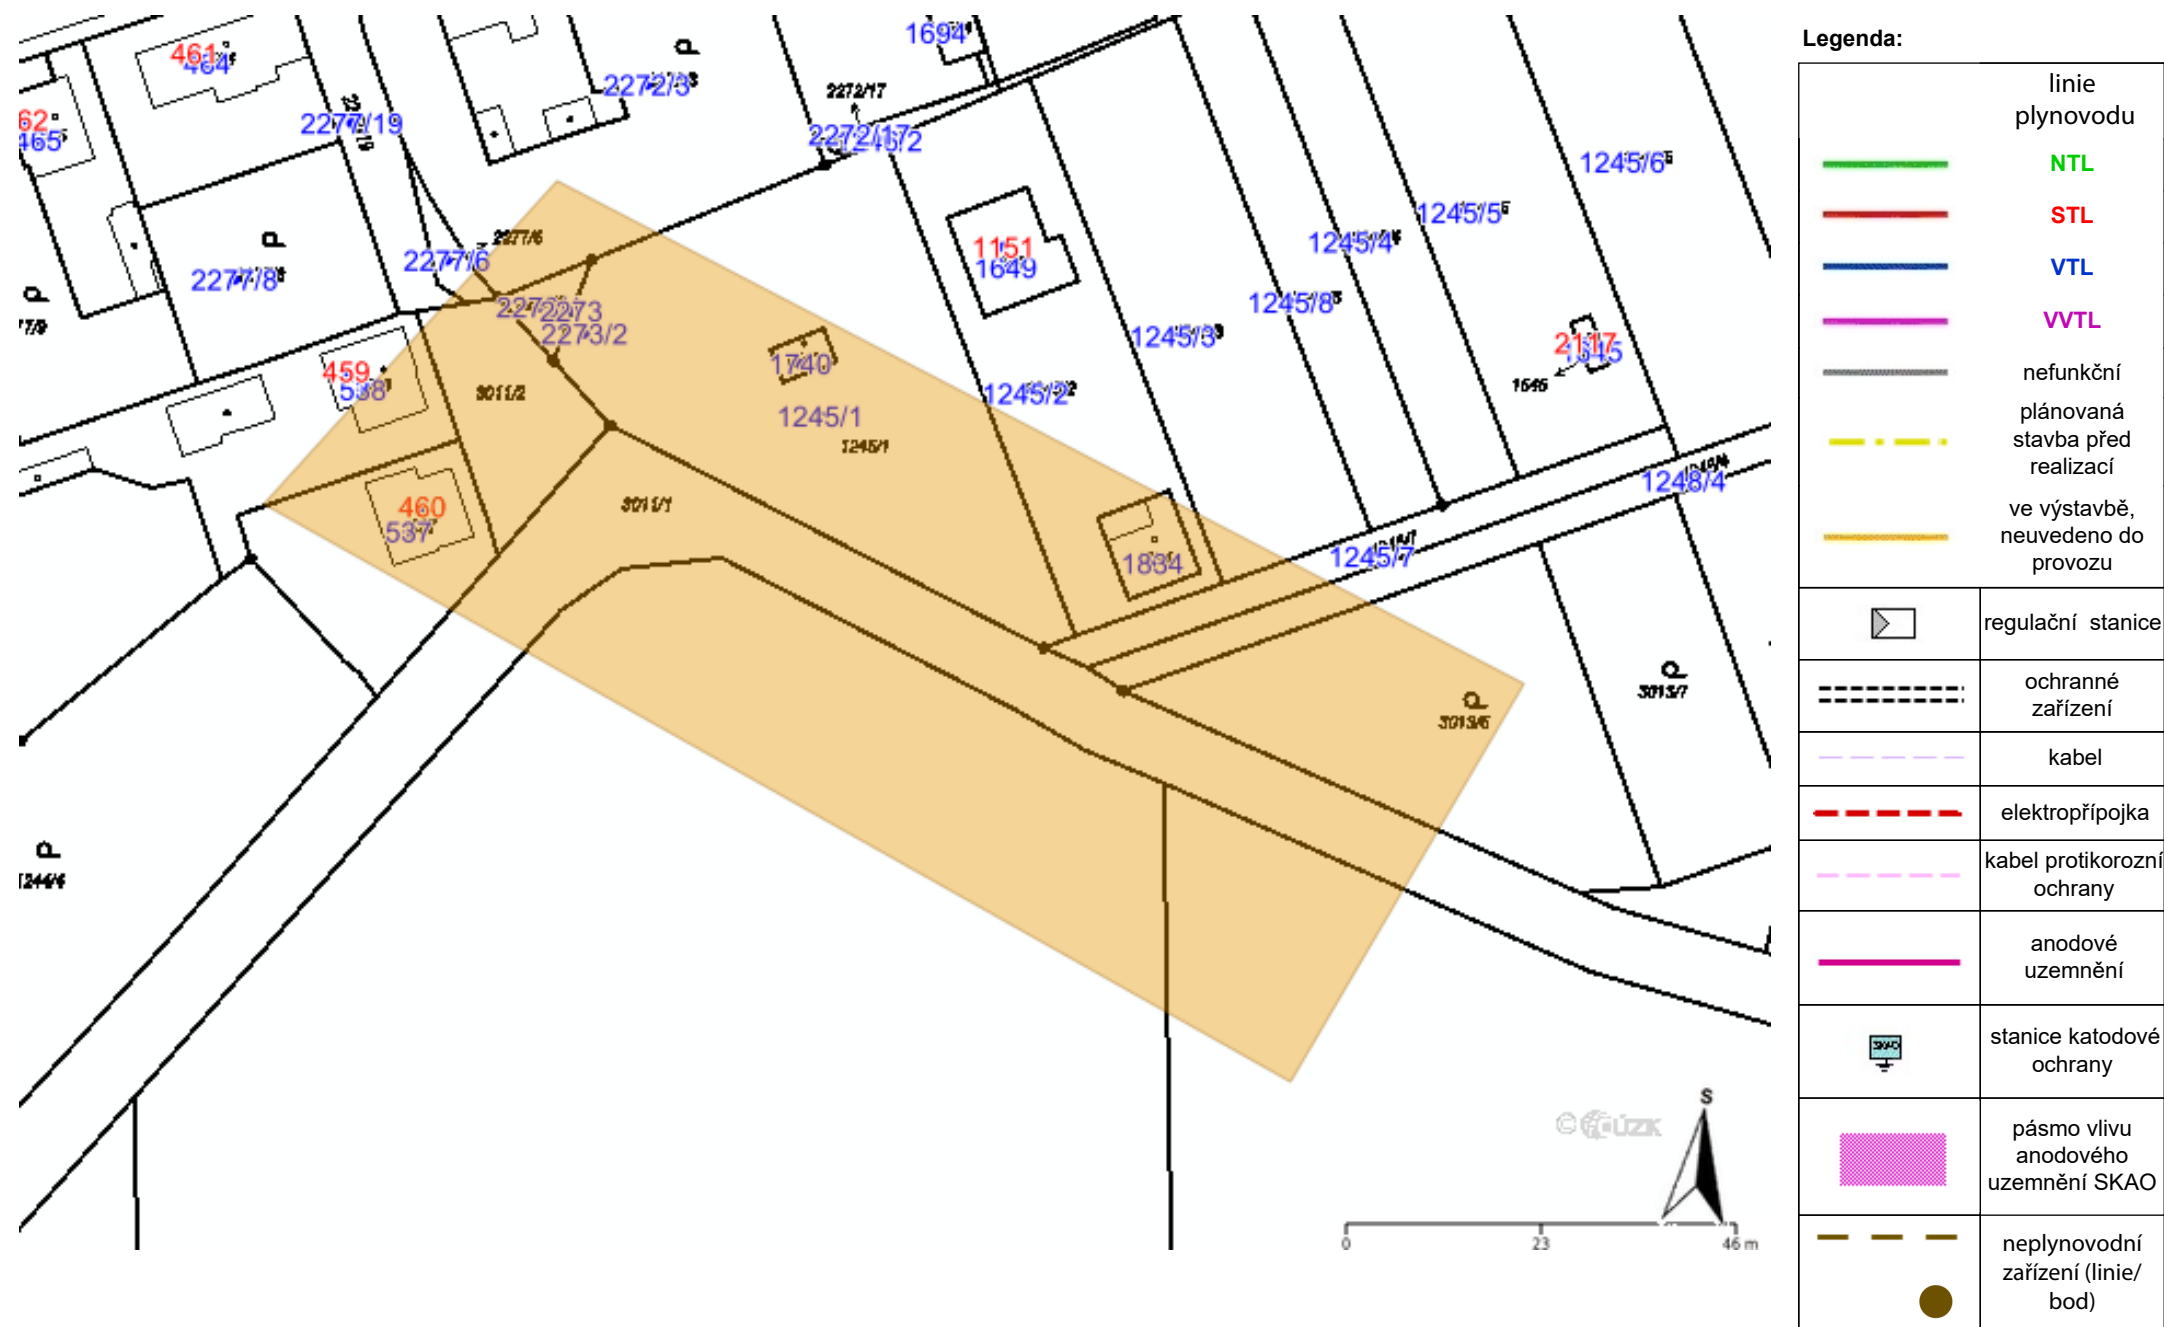 461
464
62
465
2277/19
2272/3
1694
2272/17
2272/17
1245/6
1245/5
1245/4
1245/8
1245/3
1245/2
1151
1649
2277/6
2277/6
2277/8
2273
2273/2
459
538
3011/2
1740
1245/1
1245/1
2117
1645
1646
1248/4
1245/7
460
537
3011/1
1834
3013/7
3013/6
1244/4
© ČÚZK
S
0
23
46 m
Legenda:
linie
plynovodu
NTL
STL
VTL
VVTL
nefunkční
plánovaná
stavba před
realizací
ve výstavbě,
neuvedeno do
provozu
regulační stanice
ochranné
zařízení
kabel
elektropřípojka
kabel protikorozní
ochrany
anodové
uzemnění
SKAO
stanice katodové
ochrany
pásmo vlivu
anodového
uzemnění SKAO
neplynovodní
zařízení (linie/
bod)